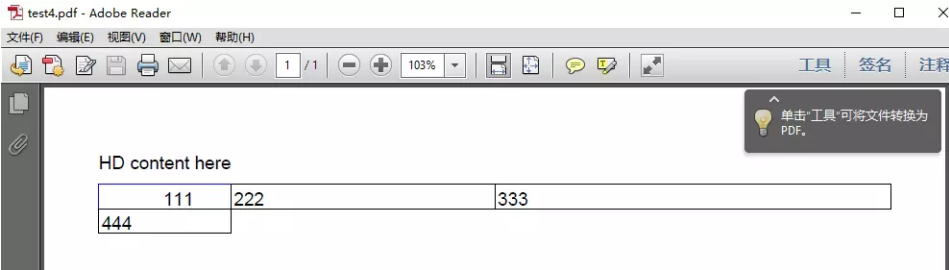 test4.pdf - Adobe Reader
文件(F) 编辑(E) 视图(V) 窗口(W) 帮助(H)
1 / 1 103% 工具 签名 注释
单击“工具”可将文件转换为
PDF。
HD content here
111 222 333
444